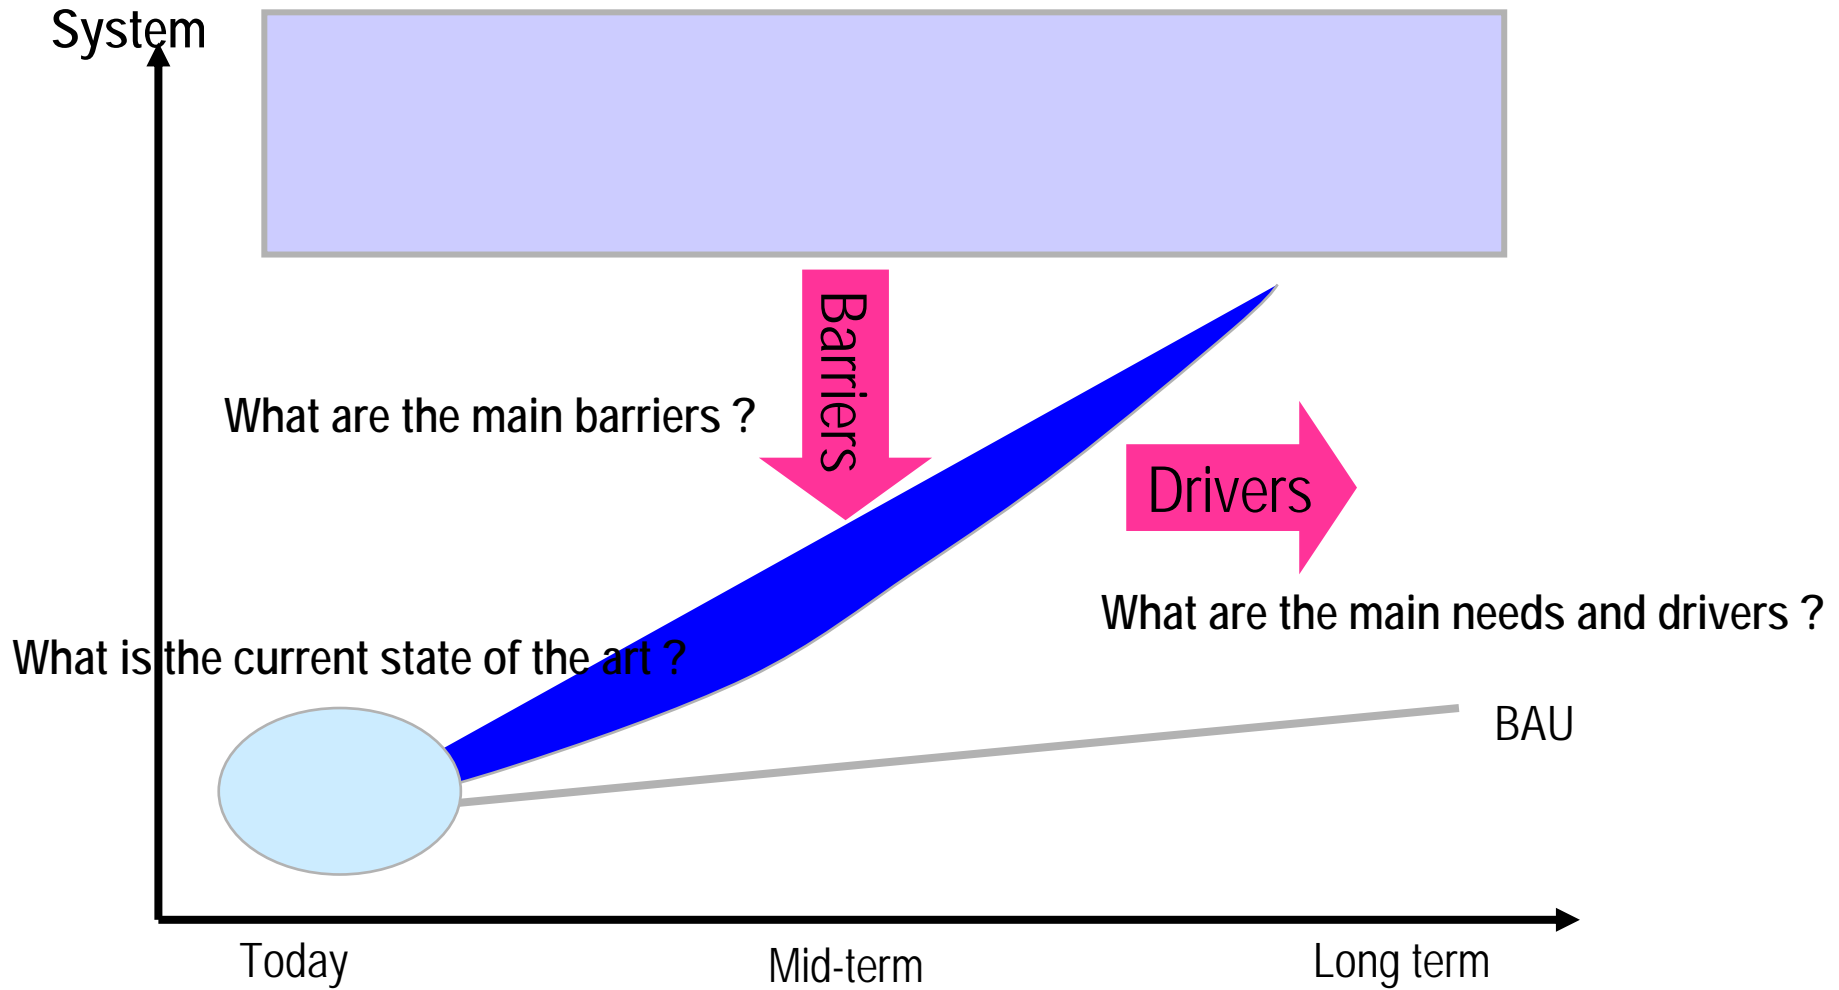 System
Barriers
What are the main barriers ?
Drivers
What are the main needs and drivers ?
What is the current state of the art ?
BAU
Today
Mid-term
Long term